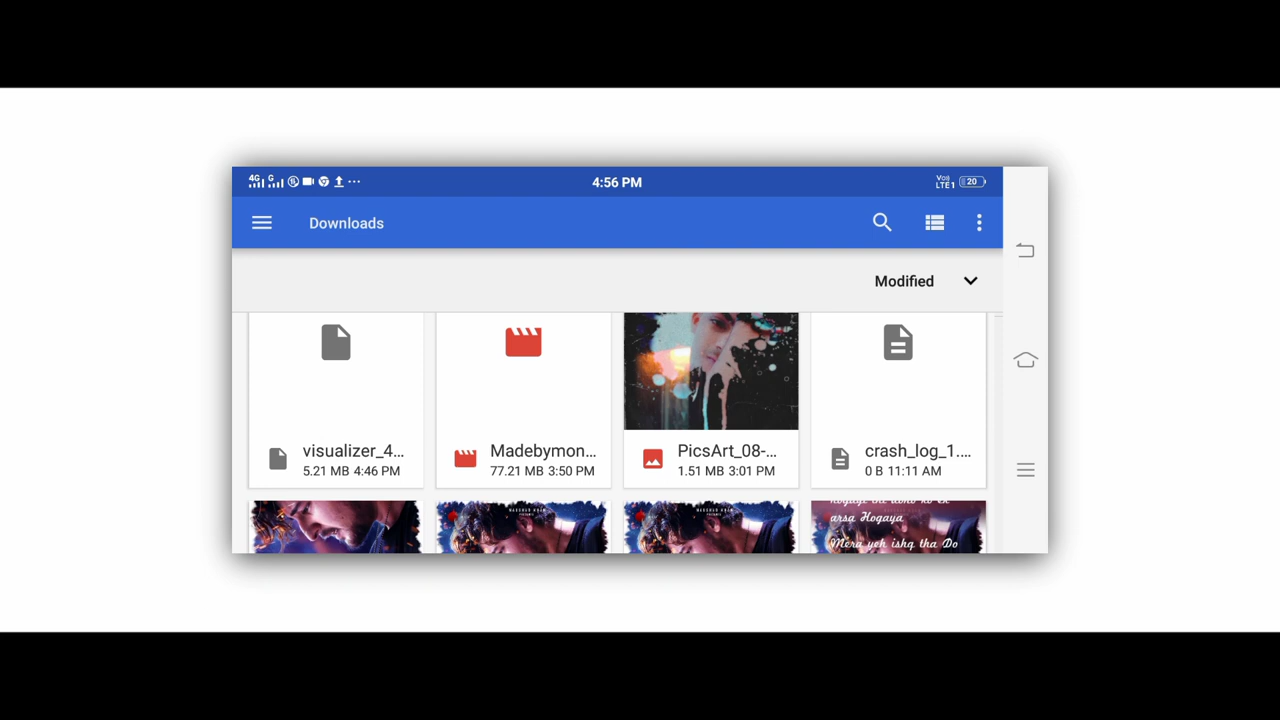 4G G 4:56 PM VoLTE1 20
Downloads
Modified
visualizer_4...
5.21 MB 4:46 PM
Madebymon...
77.21 MB 3:50 PM
PicsArt_08-...
1.51 MB 3:01 PM
crash_log_1....
0 B 11:11 AM
arsa Hogaya
Mera yeh ishq tha Do